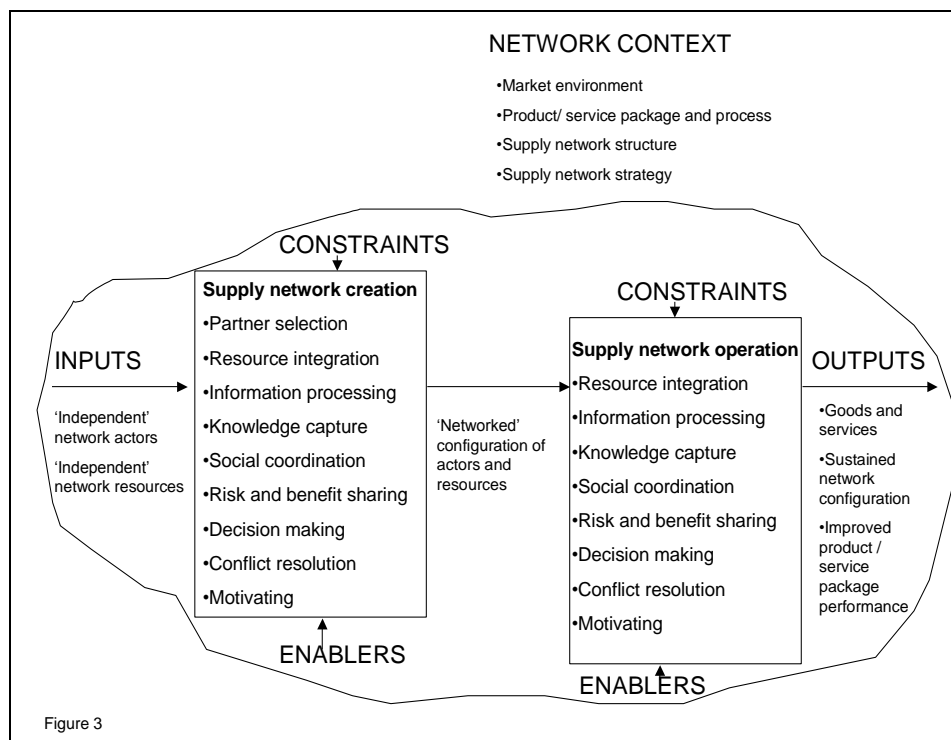 NETWORK CONTEXT
•Market environment
•Product/ service package and process
•Supply network structure
•Supply network strategy
CONSTRAINTS
Supply network creation
•Partner selection
•Resource integration
•Information processing
•Knowledge capture
•Social coordination
•Risk and benefit sharing
•Decision making
•Conflict resolution
•Motivating
ENABLERS
INPUTS
‘Independent’
network actors
‘Independent’
network resources
‘Networked’
configuration of
actors and
resources
CONSTRAINTS
Supply network operation
•Resource integration
•Information processing
•Knowledge capture
•Social coordination
•Risk and benefit sharing
•Decision making
•Conflict resolution
•Motivating
ENABLERS
OUTPUTS
•Goods and
services
•Sustained
network
configuration
•Improved
product /
service
package
performance
Figure 3